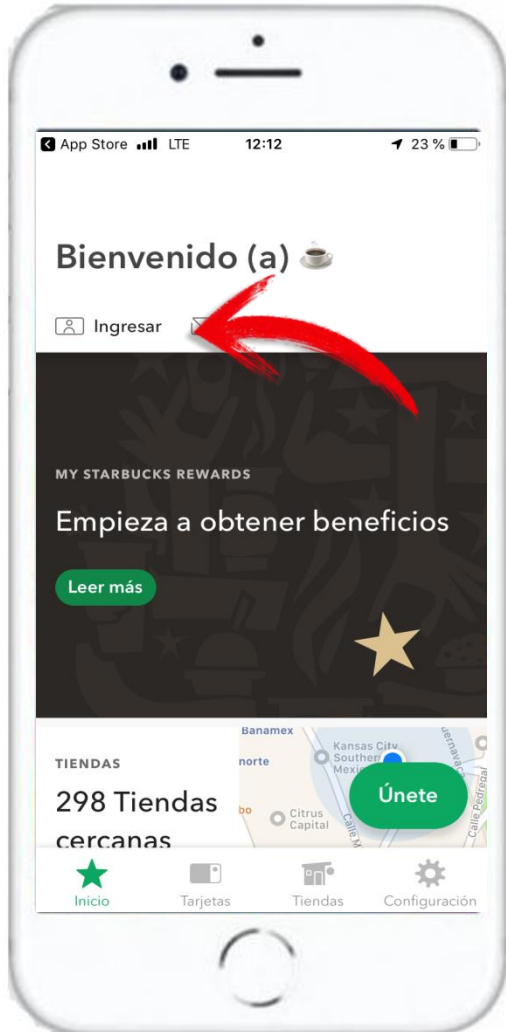 App Store LTE 12:12 23 %
Bienvenido (a)
Ingresar
MY STARBUCKS REWARDS
Empieza a obtener beneficios
Leer más
TIENDAS
298 Tiendas
cercanas
Banamex
norte
Kansas City
Southern
Citrus
Capital
Únete
Inicio Tarjetas Tiendas Configuración